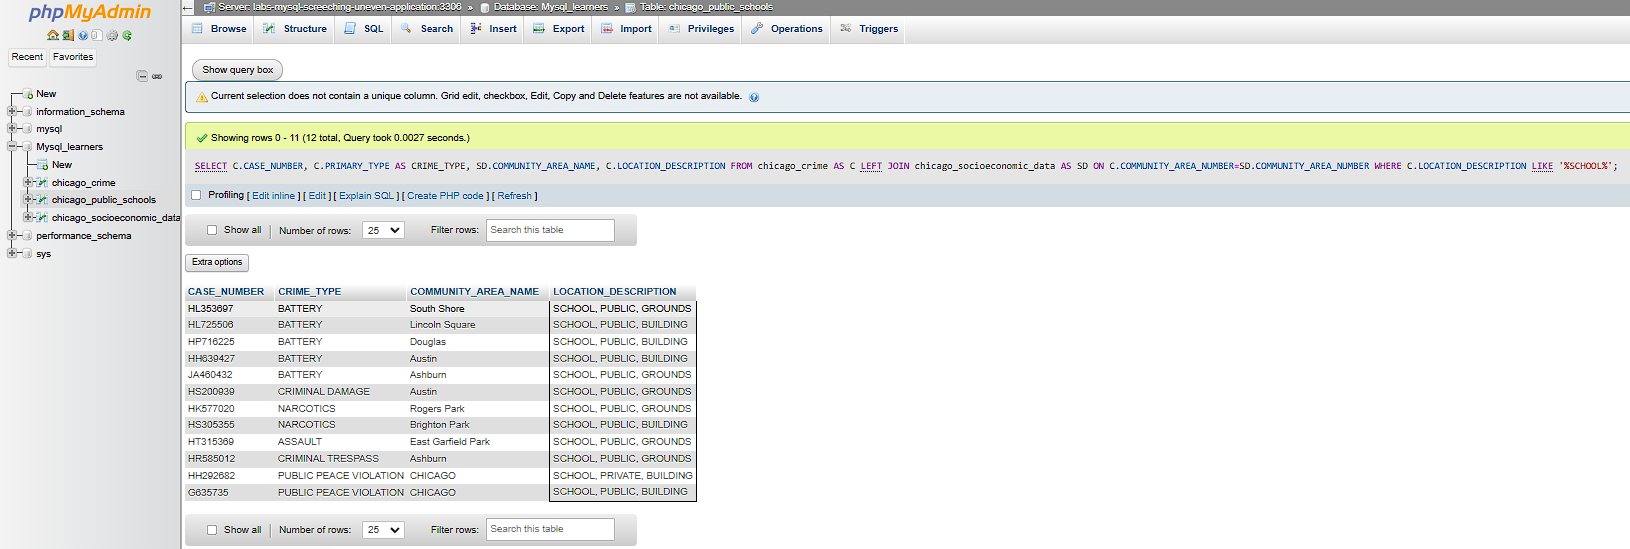 phpMyAdmin
Recent Favorites
New
information_schema
mysql
Mysql_learners
New
chicago_crime
chicago_public_schools
chicago_socioeconomic_data
performance_schema
sys
Server: labs-mysql-screeching-uneven-application:3306 » Database: Mysql_learners » Table: chicago_public_schools
Browse Structure SQL Search Insert Export Import Privileges Operations Triggers
Show query box
Current selection does not contain a unique column. Grid edit, checkbox, Edit, Copy and Delete features are not available.
Showing rows 0 - 11 (12 total, Query took 0.0027 seconds.)
SELECT C.CASE_NUMBER, C.PRIMARY_TYPE AS CRIME_TYPE, SD.COMMUNITY_AREA_NAME, C.LOCATION_DESCRIPTION FROM chicago_crime AS C LEFT JOIN chicago_socioeconomic_data AS SD ON C.COMMUNITY_AREA_NUMBER=SD.COMMUNITY_AREA_NUMBER WHERE C.LOCATION_DESCRIPTION LIKE '%SCHOOL%';
Profiling [ Edit inline ] [ Edit ] [ Explain SQL ] [ Create PHP code ] [ Refresh ]
Show all Number of rows: 25 Filter rows: Search this table
Extra options
CASE_NUMBER CRIME_TYPE COMMUNITY_AREA_NAME LOCATION_DESCRIPTION
HL353697 BATTERY South Shore SCHOOL, PUBLIC, GROUNDS
HL725506 BATTERY Lincoln Square SCHOOL, PUBLIC, BUILDING
HP716225 BATTERY Douglas SCHOOL, PUBLIC, BUILDING
HH639427 BATTERY Austin SCHOOL, PUBLIC, BUILDING
JA460432 BATTERY Ashburn SCHOOL, PUBLIC, GROUNDS
HS200939 CRIMINAL DAMAGE Austin SCHOOL, PUBLIC, GROUNDS
HK577020 NARCOTICS Rogers Park SCHOOL, PUBLIC, GROUNDS
HS305355 NARCOTICS Brighton Park SCHOOL, PUBLIC, BUILDING
HT315369 ASSAULT East Garfield Park SCHOOL, PUBLIC, GROUNDS
HR585012 CRIMINAL TRESPASS Ashburn SCHOOL, PUBLIC, GROUNDS
HH292682 PUBLIC PEACE VIOLATION CHICAGO SCHOOL, PRIVATE, BUILDING
G635735 PUBLIC PEACE VIOLATION CHICAGO SCHOOL, PUBLIC, BUILDING
Show all Number of rows: 25 Filter rows: Search this table